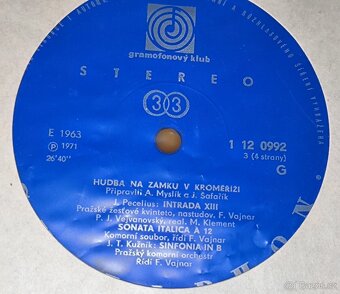 gramofonový klub
STEREO
33
E 1963
℗ 1971
26'40''
1 12 0992
3 (4 strany)
G
HUDBA NA ZÁMKU V KROMĚŘÍŽI
Připravili A. Myslík a J. Šafařík
J. Pecelius: INTRADA XIII
Pražské žesťové kvinteto, nastudov. F. Vajnar
P. J. Vejvanovský, real. M. Klement
SONATA ITALICA A 12
Komorní soubor, řídí F. Vajnar
J. T. Kužník: SINFONIA IN B
Pražský komorní orchestr
Řídí F. Vajnar